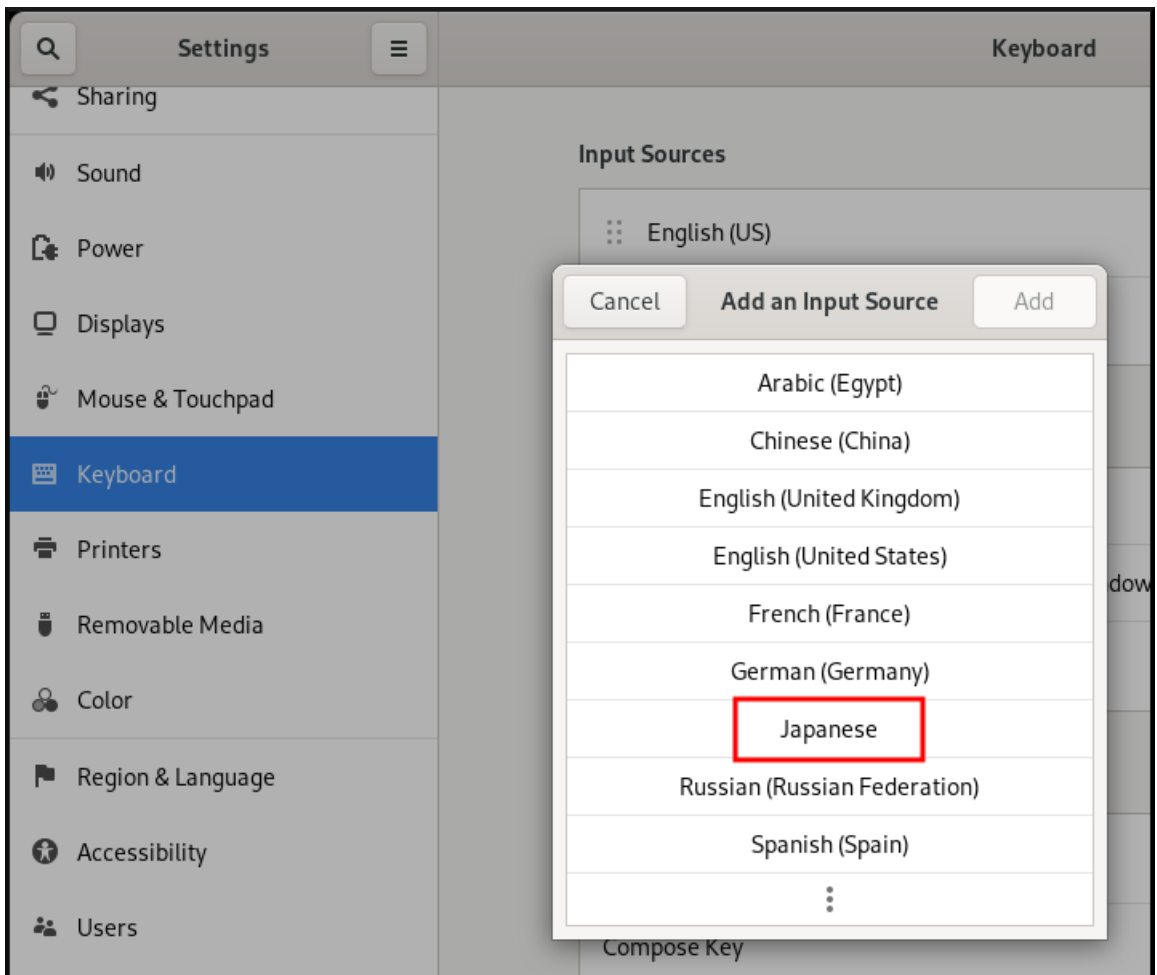 Settings
Keyboard
Sharing
Sound
Power
Displays
Mouse & Touchpad
Keyboard
Printers
Removable Media
Color
Region & Language
Accessibility
Users
Input Sources
English (US)
Cancel
Add an Input Source
Add
Arabic (Egypt)
Chinese (China)
English (United Kingdom)
English (United States)
French (France)
German (Germany)
Japanese
Russian (Russian Federation)
Spanish (Spain)
dow
Compose Key